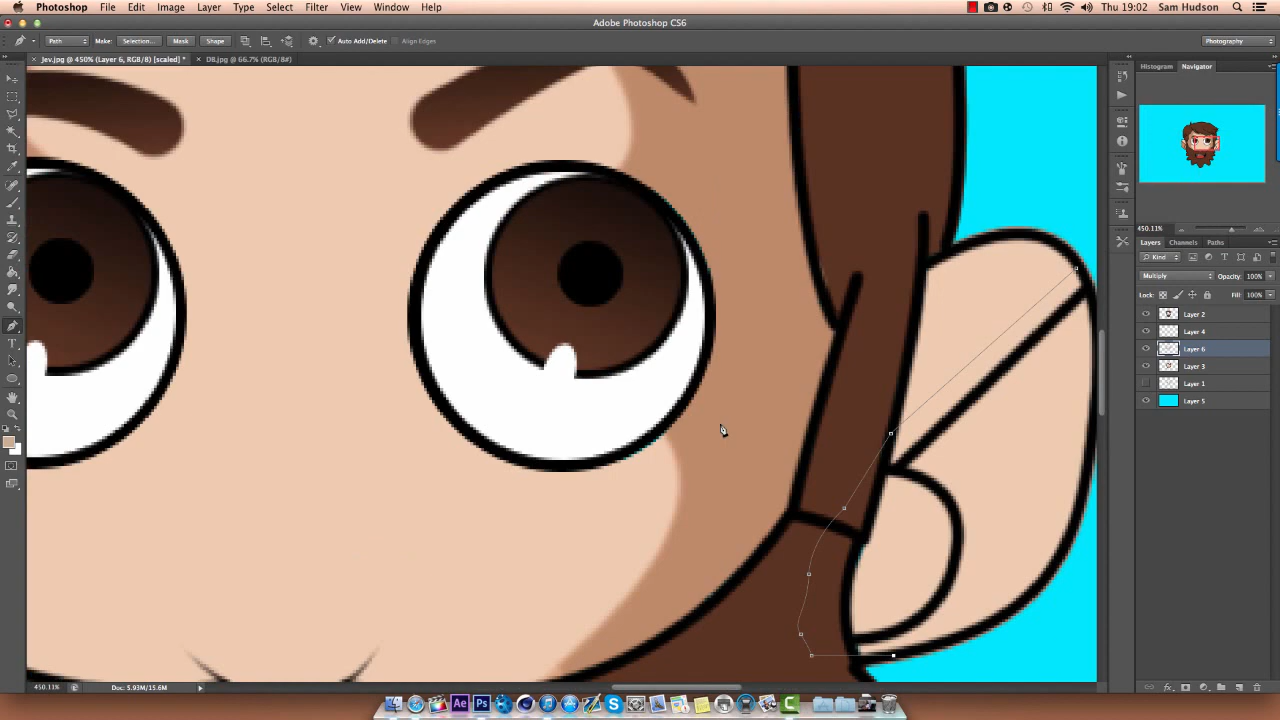 Photoshop File Edit Image Layer Type Select Filter View Window Help
Thu 19:02 Sam Hudson
Adobe Photoshop CS6
Path Make: Selection... Mask Shape Auto Add/Delete Align Edges Photography
Jev.jpg @ 450% (Layer 6, RGB/8) [scaled] * DB.jpg @ 66.7% (RGB/8#)
Histogram Navigator
450.11%
Layers Channels Paths
Kind
Multiply Opacity: 100%
Lock: Fill: 100%
Layer 2
Layer 4
Layer 6
Layer 3
Layer 1
Layer 5
450.11% Doc: 5.93M/15.6M
Ae Ps